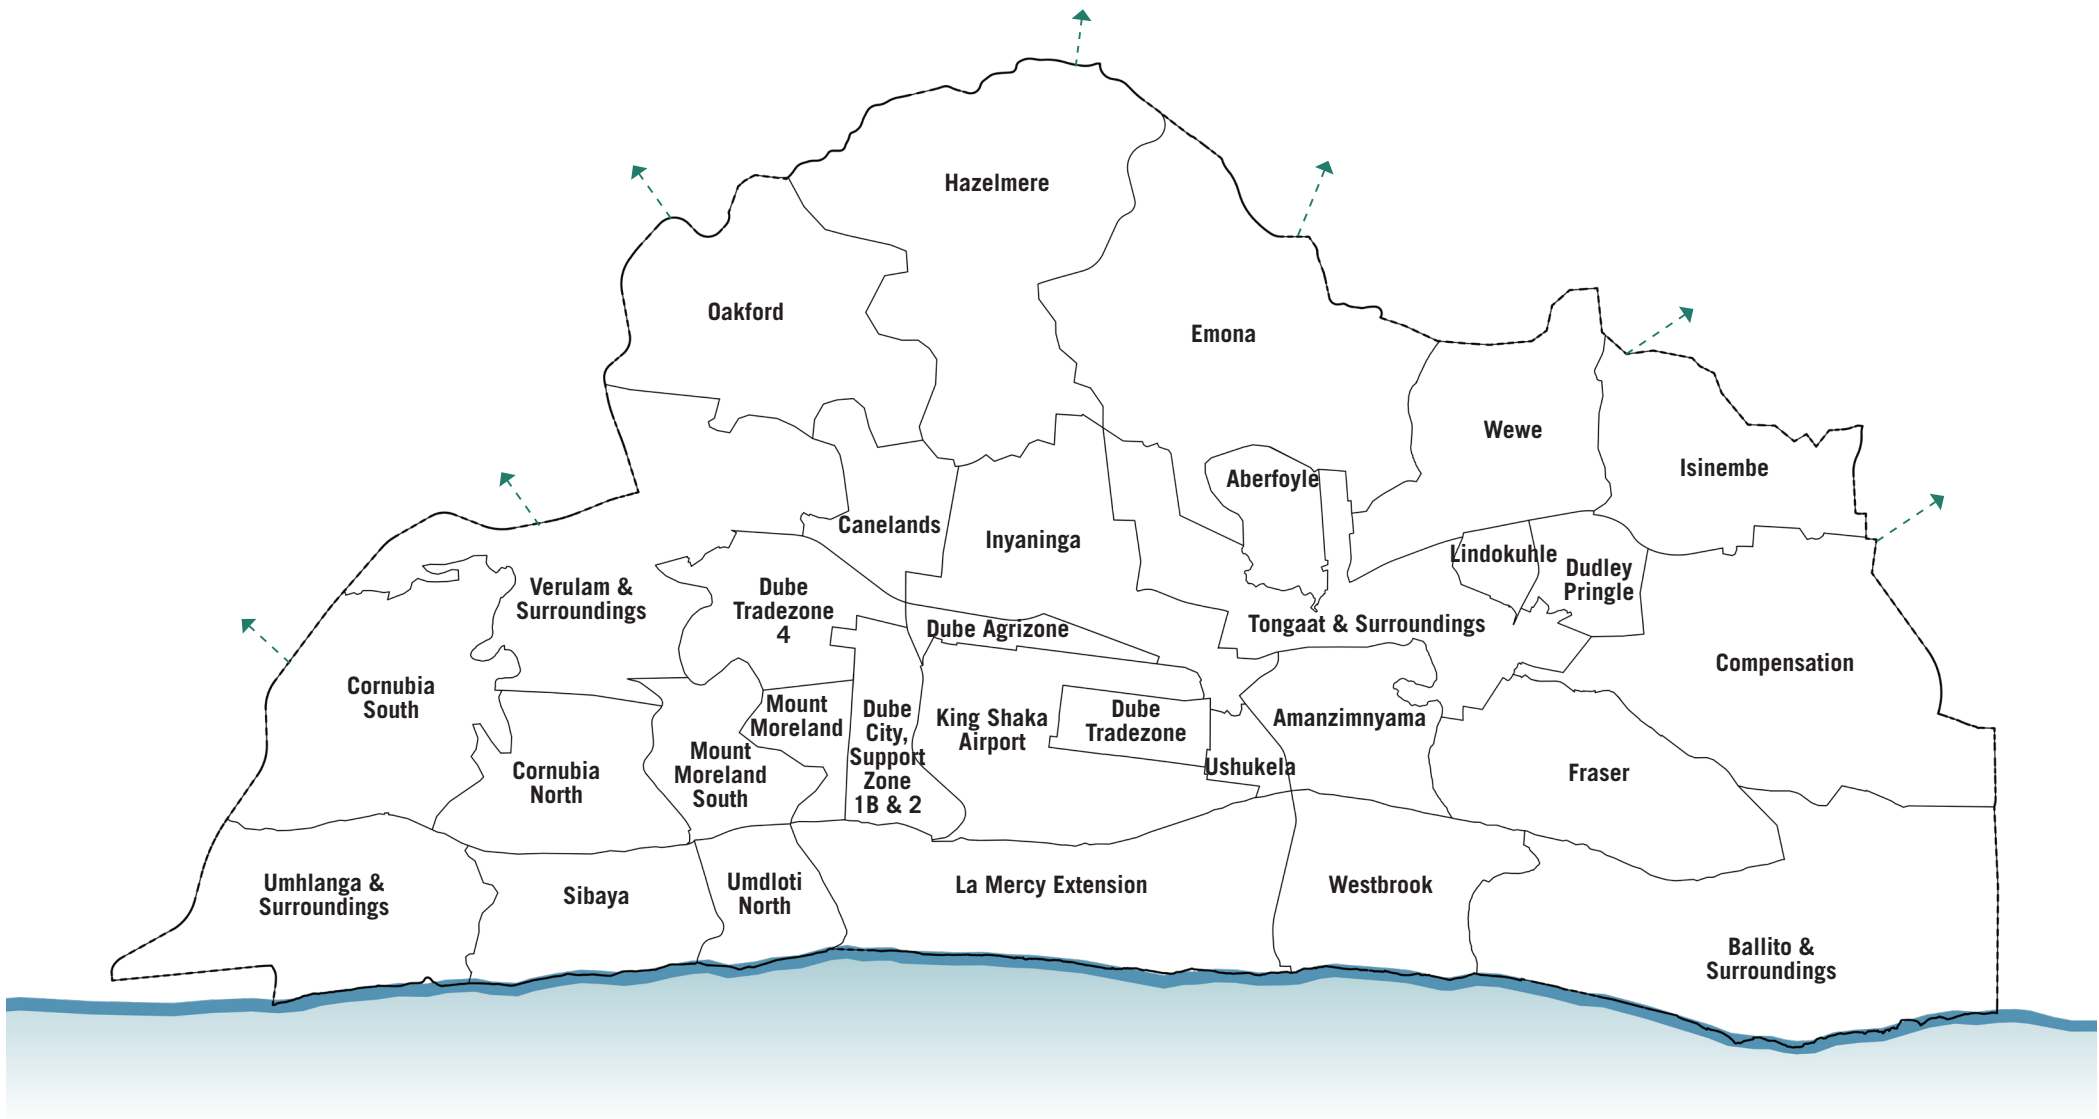 Hazelmere
Oakford
Emona
Wewe
Isinembe
Aberfoyle
Canelands
Inyaninga
Lindokuhle
Dudley
Pringle
Verulam &
Surroundings
Dube
Tradezone
4
Dube Agrizone
Tongaat & Surroundings
Compensation
Cornubia
South
Mount
Moreland
Dube
City,
Support
Zone
1B & 2
King Shaka
Airport
Dube
Tradezone
Amanzimnyama
Mount
Moreland
South
Cornubia
North
Ushukela
Fraser
Umhlanga &
Surroundings
Sibaya
Umdloti
North
La Mercy Extension
Westbrook
Ballito &
Surroundings